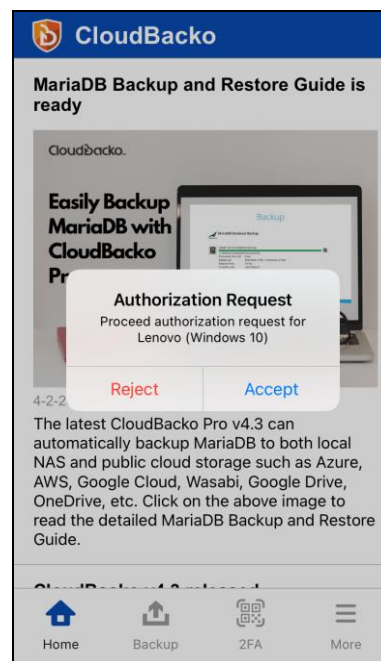 CloudBacko
MariaDB Backup and Restore Guide is
ready
Cloudbacko.
Easily Backup
MariaDB with
CloudBacko
Pr
Backup
Authorization Request
Proceed authorization request for
Lenovo (Windows 10)
Reject
Accept
4-2-2
The latest CloudBacko Pro v4.3 can
automatically backup MariaDB to both local
NAS and public cloud storage such as Azure,
AWS, Google Cloud, Wasabi, Google Drive,
OneDrive, etc. Click on the above image to
read the detailed MariaDB Backup and Restore
Guide.
Home
Backup
2FA
More